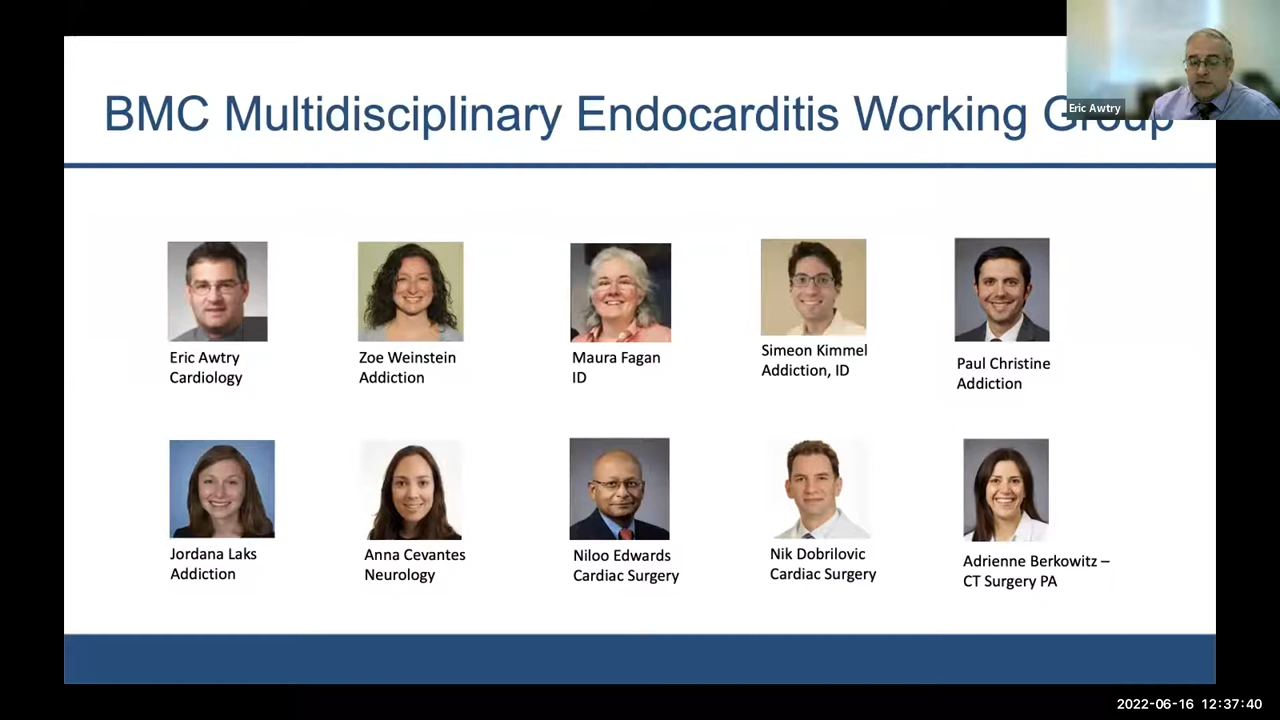 BMC Multidisciplinary Endocarditis Working Group
Eric Awtry
Eric Awtry
Cardiology
Zoe Weinstein
Addiction
Maura Fagan
ID
Simeon Kimmel
Addiction, ID
Paul Christine
Addiction
Jordana Laks
Addiction
Anna Cevantes
Neurology
Niloo Edwards
Cardiac Surgery
Nik Dobrilovic
Cardiac Surgery
Adrienne Berkowitz –
CT Surgery PA
2022-06-16 12:37:40